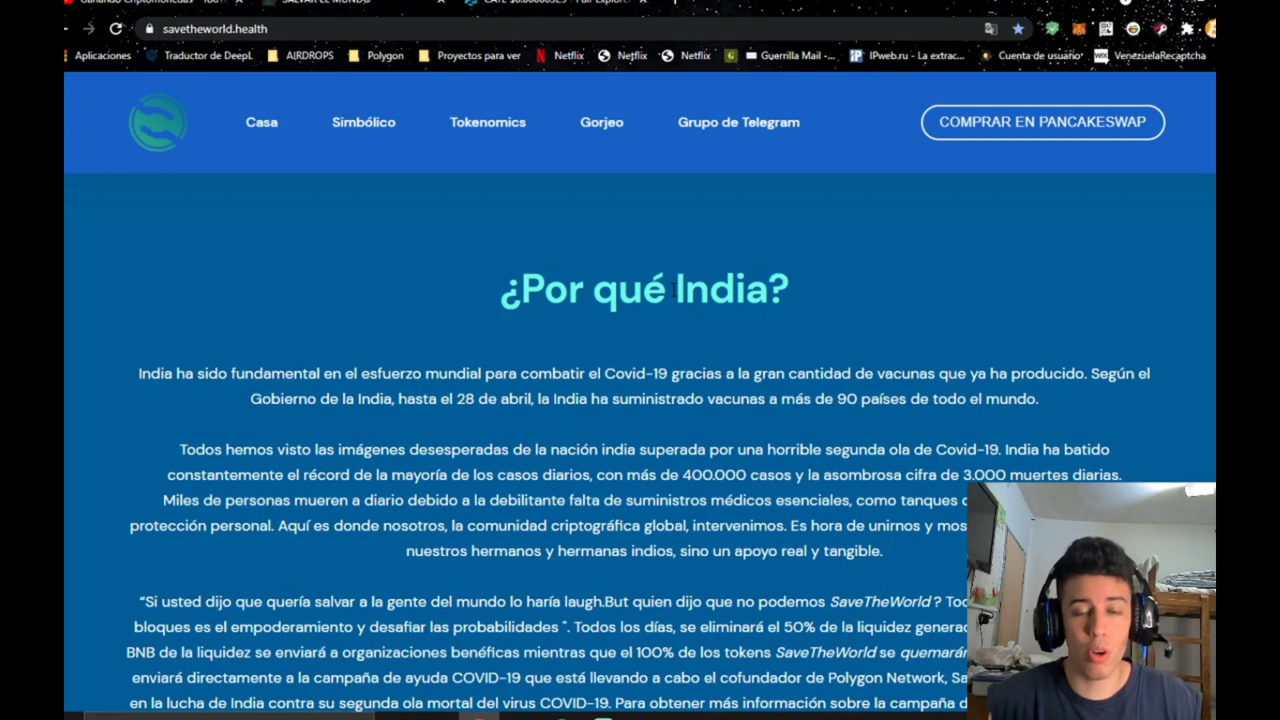 Ganando Criptomonedas
SALVAR EL MUNDO
savetheworld.health
Aplicaciones Traductor de DeepL AIRDROPS Polygon Proyectos para ver Netflix Netflix Netflix Guerrilla Mail -... IPweb.ru - La extrac... Cuenta de usuario VenezuelaRecaptcha
Casa Simbólico Tokenomics Gorjeo Grupo de Telegram COMPRAR EN PANCAKESWAP
¿Por qué India?
India ha sido fundamental en el esfuerzo mundial para combatir el Covid-19 gracias a la gran cantidad de vacunas que ya ha producido. Según el
Gobierno de la India, hasta el 28 de abril, la India ha suministrado vacunas a más de 90 países de todo el mundo.
Todos hemos visto las imágenes desesperadas de la nación india superada por una horrible segunda ola de Covid-19. India ha batido
constantemente el récord de la mayoría de los casos diarios, con más de 400.000 casos y la asombrosa cifra de 3.000 muertes diarias.
Miles de personas mueren a diario debido a la debilitante falta de suministros médicos esenciales, como tanques
protección personal. Aquí es donde nosotros, la comunidad criptográfica global, intervenimos. Es hora de unirnos y
nuestros hermanos y hermanas indios, sino un apoyo real y tangible.
“Si usted dijo que quería salvar a la gente del mundo lo haría laugh.But quien dijo que no podemos SaveTheWorld ?
bloques es el empoderamiento y desafiar las probabilidades ". Todos los días, se eliminará el 50% de la liquidez
BNB de la liquidez se enviará a organizaciones benéficas mientras que el 100% de los tokens SaveTheWorld se quemarán
enviará directamente a la campaña de ayuda COVID-19 que está llevando a cabo el cofundador de Polygon Network,
en la lucha de India contra su segunda ola mortal del virus COVID-19. Para obtener más información sobre la campaña